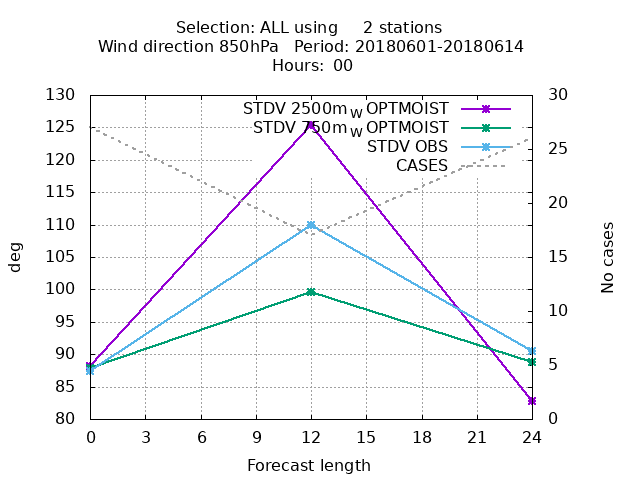 Selection: ALL using 2 stations
Wind direction 850hPa Period: 20180601-20180614
Hours: 00
130 30
STDV 2500m_W OPTMOIST
125 STDV 750m_W OPTMOIST
STDV OBS 25
120 CASES
115
20
110
105 15
100
10
95
90
5
85
80 0
deg
No cases
0 3 6 9 12 15 18 21 24
Forecast length